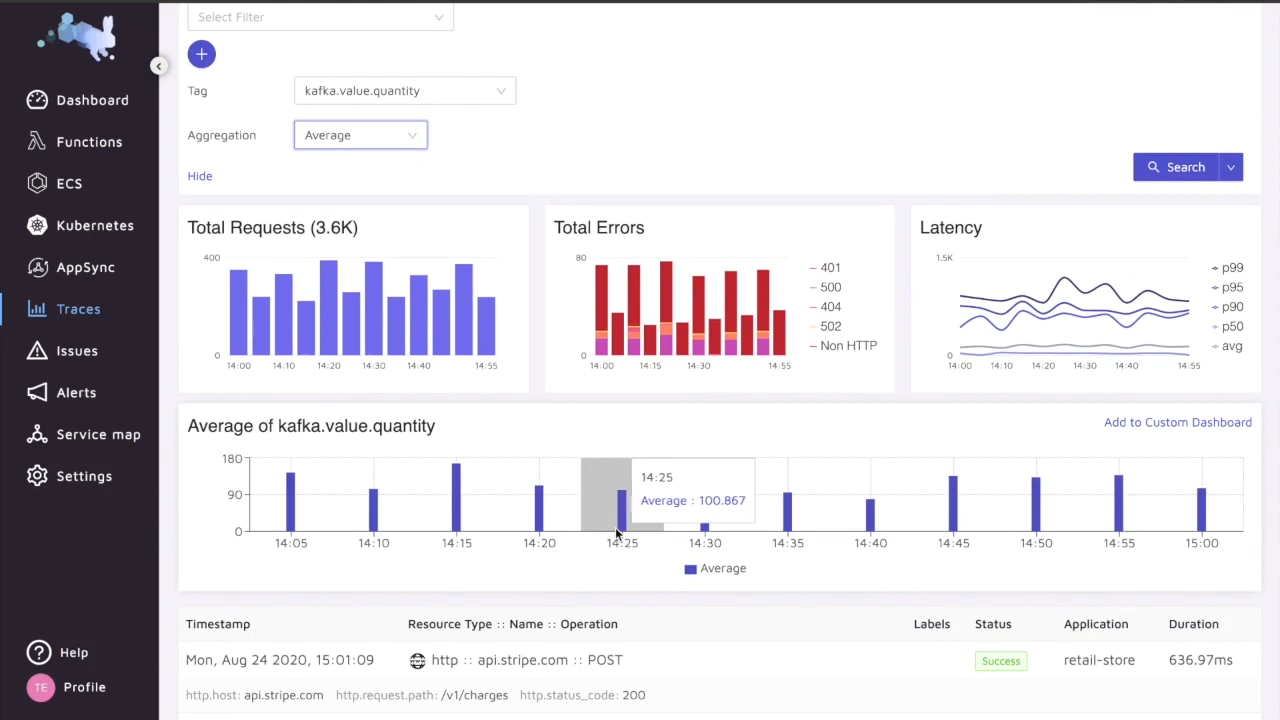 Select Filter
Tag
kafka.value.quantity
Aggregation
Average
Hide
Search
Dashboard
Functions
ECS
Kubernetes
AppSync
Traces
Issues
Alerts
Service map
Settings
Help
TE
Profile
Total Requests (3.6K)
400
0
14:00 14:10 14:20 14:30 14:40 14:55
Total Errors
80
0
14:00 14:15 14:30 14:55
401
500
404
502
Non HTTP
Latency
1.5K
0
14:00 14:10 14:20 14:30 14:40 14:55
p99
p95
p90
p50
avg
Average of kafka.value.quantity
Add to Custom Dashboard
180
90
0
14:25
Average : 100.867
14:05 14:10 14:15 14:20 14:25 14:30 14:35 14:40 14:45 14:50 14:55 15:00
Average
Timestamp Resource Type :: Name :: Operation Labels Status Application Duration
Mon, Aug 24 2020, 15:01:09 http :: api.stripe.com :: POST Success retail-store 636.97ms
http.host: api.stripe.com http.request.path: /v1/charges http.status_code: 200